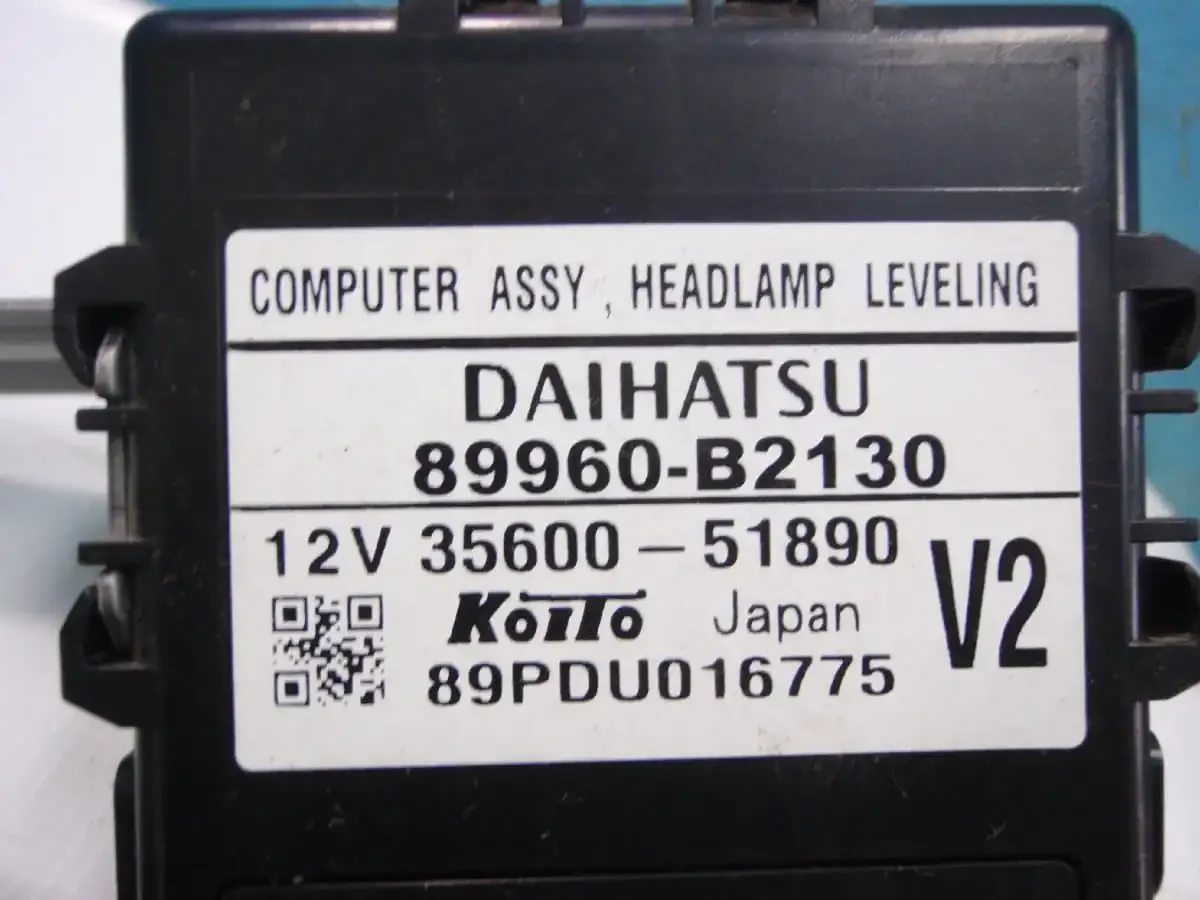 COMPUTER ASSY, HEADLAMP LEVELING
DAIHATSU
89960-B2130
12V 35600-51890
V2
KOITO Japan
89PDU016775